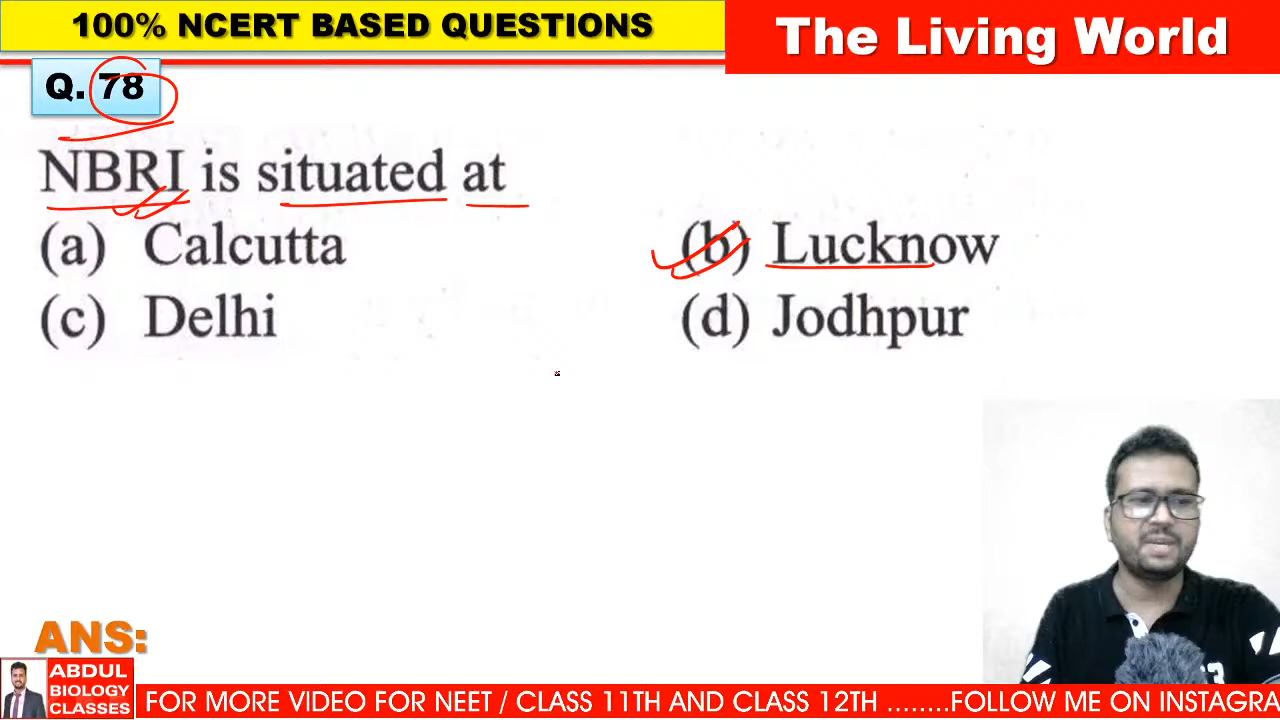 100% NCERT BASED QUESTIONS
The Living World
Q. 78
NBRI is situated at
(a) Calcutta
(b) Lucknow
(c) Delhi
(d) Jodhpur
ANS:
ABDUL
BIOLOGY
CLASSES
FOR MORE VIDEO FOR NEET / CLASS 11TH AND CLASS 12TH ........FOLLOW ME ON INSTAGRA